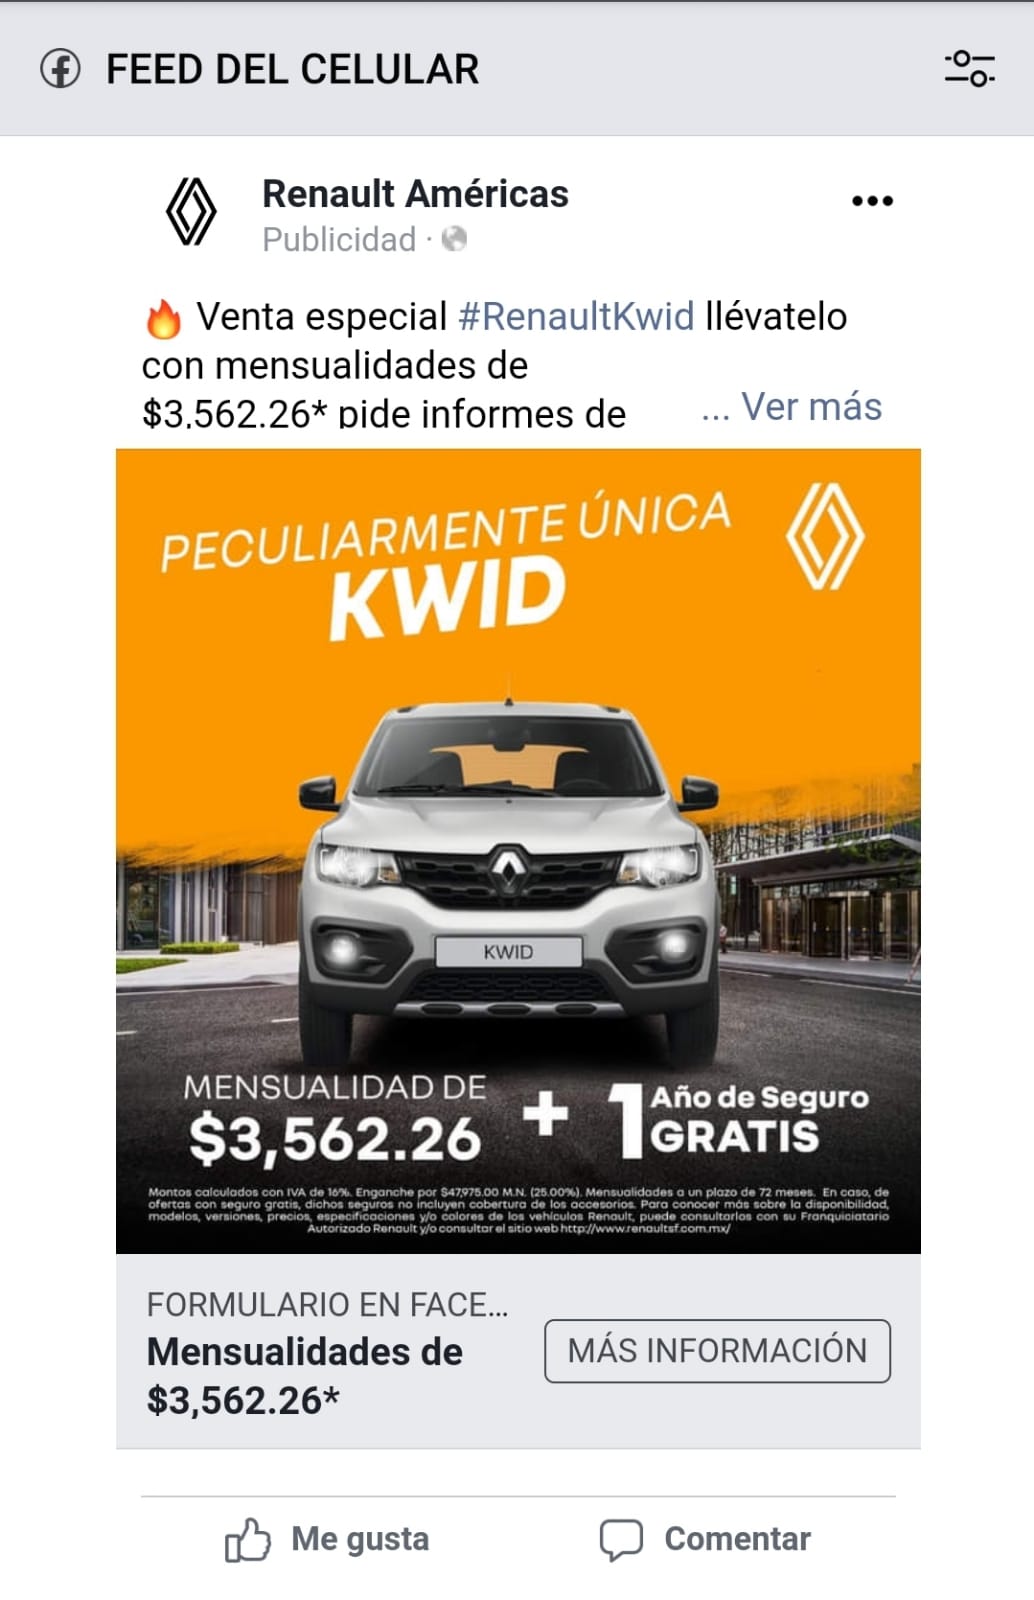 FEED DEL CELULAR
Renault Américas
Publicidad ·
🔥 Venta especial #RenaultKwid llévatelo
con mensualidades de
$3,562.26* pide informes de
... Ver más
PECULIARMENTE ÚNICA
KWID
KWID
MENSUALIDAD DE
$3,562.26
+
1 Año de Seguro
GRATIS
Montos calculados con IVA de 16%. Enganche por $47,975.00 M.N. (25.00%). Mensualidades a un plazo de 72 meses. En caso, de
ofertas con seguro gratis, dichos seguros no incluyen cobertura de los accesorios. Para conocer más sobre la disponibilidad,
modelos, versiones, precios, especificaciones y/o colores de los vehículos Renault, puede consultarlos con su Franquiciatario
Autorizado Renault y/o consultar el sitio web http://www.renaultsf.com.mx/
FORMULARIO EN FACE...
Mensualidades de
$3,562.26*
MÁS INFORMACIÓN
Me gusta
Comentar